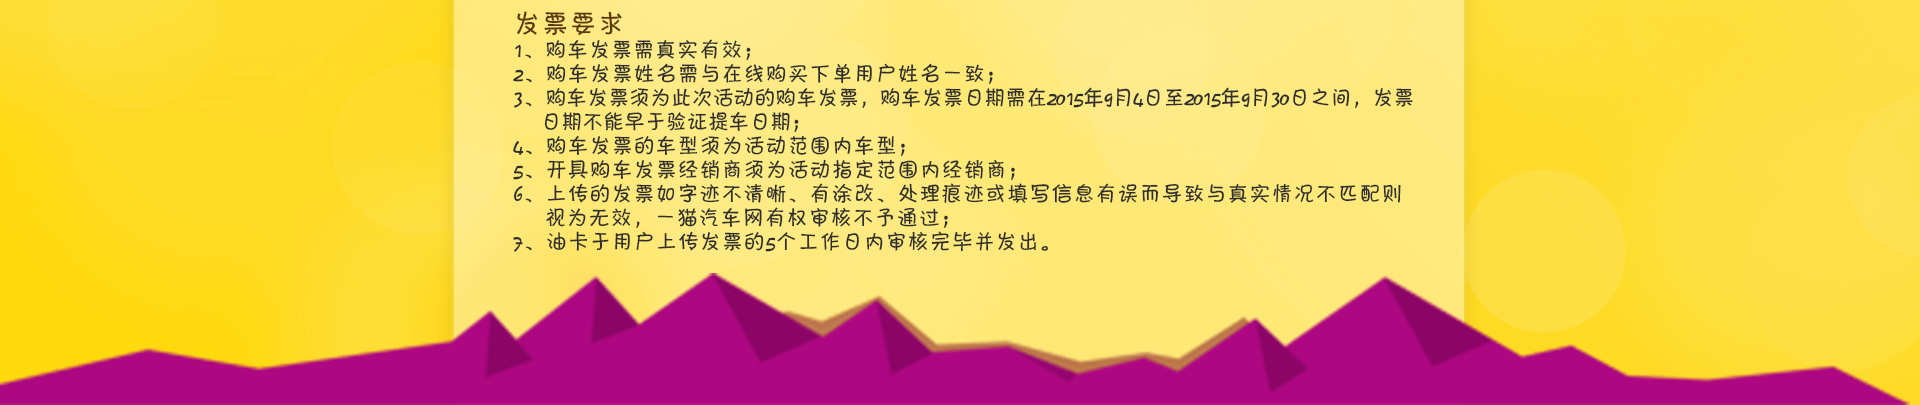 发票要求
1、购车发票需真实有效；
2、购车发票姓名需与在线购买下单用户姓名一致；
3、购车发票须为此次活动的购车发票，购车发票日期需在2015年9月4日至2015年9月30日之间，发票
日期不能早于验证提车日期；
4、购车发票的车型须为活动范围内车型；
5、开具购车发票经销商须为活动指定范围内经销商；
6、上传的发票如字迹不清晰、有涂改、处理痕迹或填写信息有误而导致与真实情况不匹配则
视为无效，一猫汽车网有权审核不予通过；
7、油卡于用户上传发票的5个工作日内审核完毕并发出。